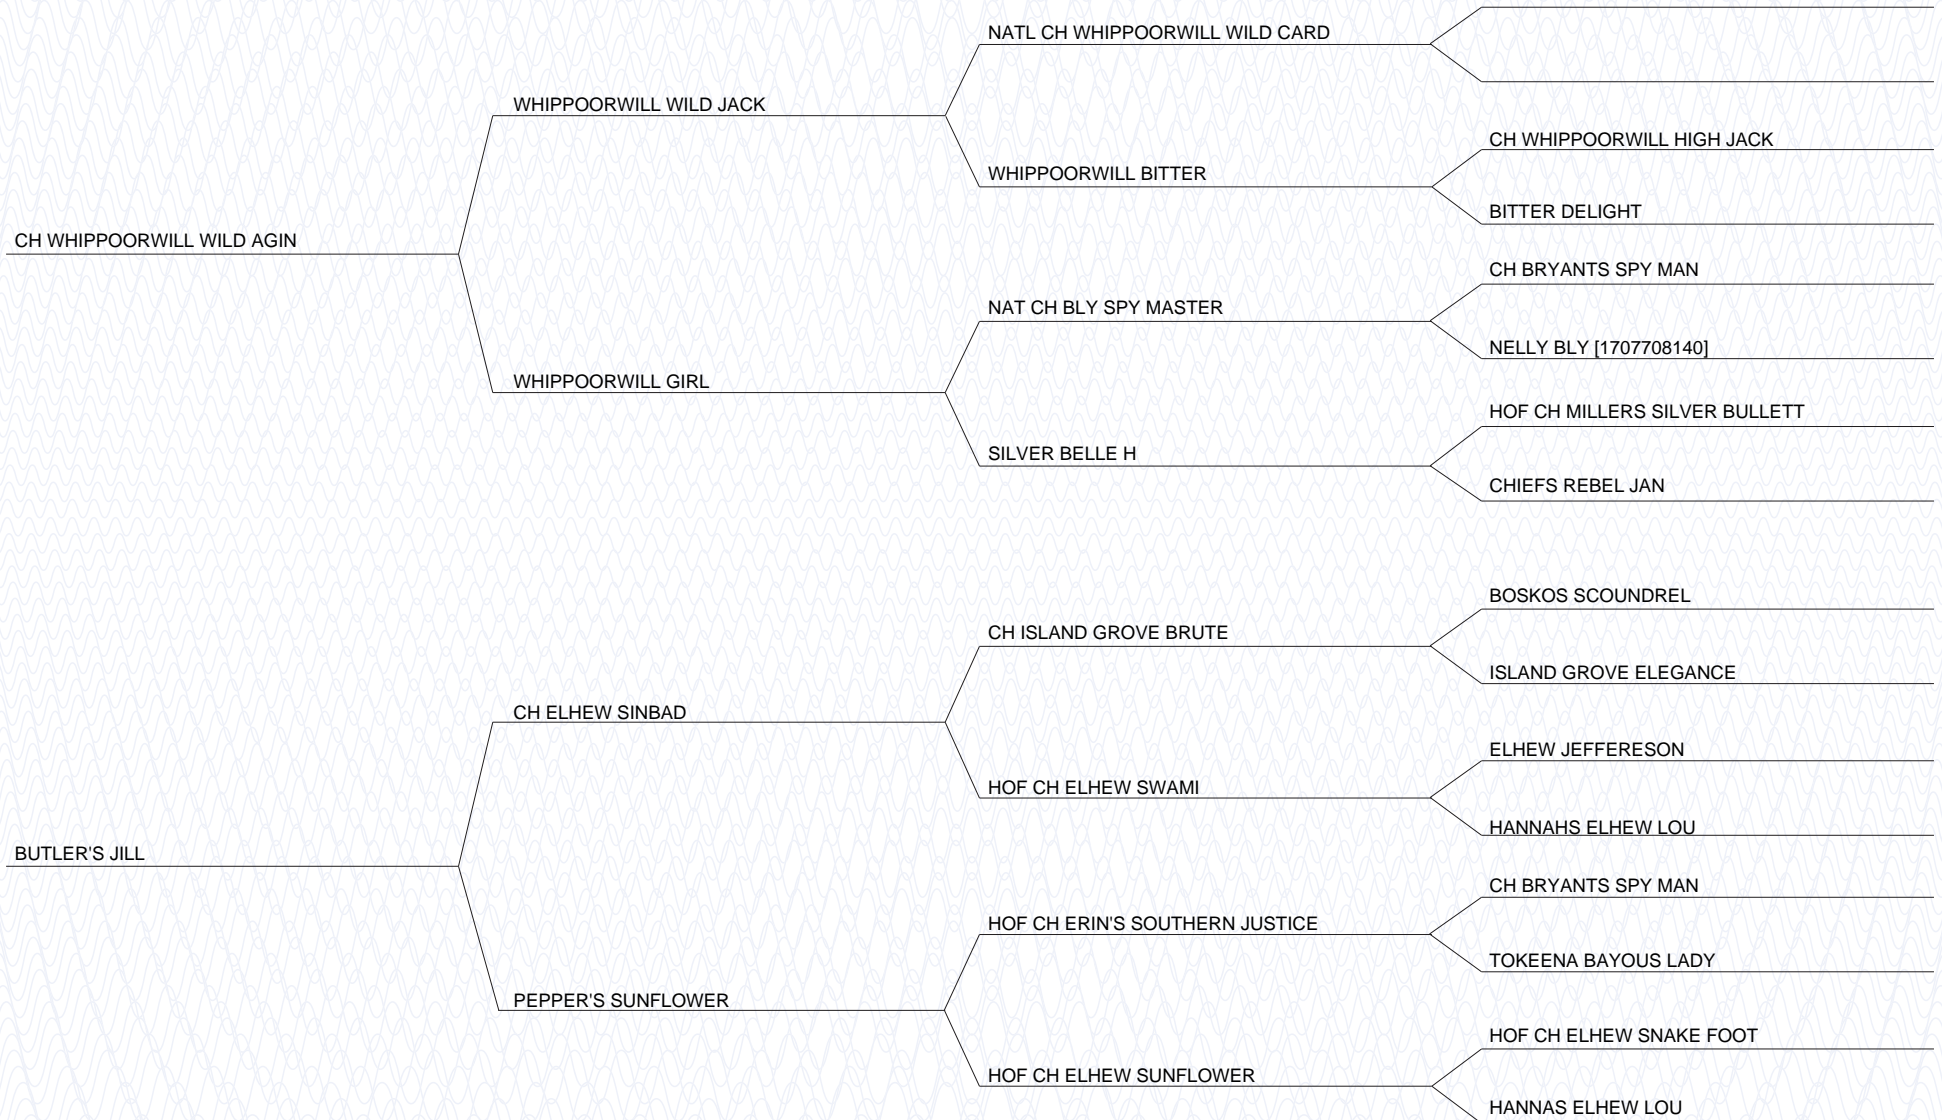 NATL CH WHIPPOORWILL WILD CARD
WHIPPOORWILL WILD JACK
CH WHIPPOORWILL HIGH JACK
WHIPPOORWILL BITTER
BITTER DELIGHT
CH WHIPPOORWILL WILD AGIN
CH BRYANTS SPY MAN
NAT CH BLY SPY MASTER
NELLY BLY [1707708140]
WHIPPOORWILL GIRL
HOF CH MILLERS SILVER BULLETT
SILVER BELLE H
CHIEFS REBEL JAN
BOSKOS SCOUNDREL
CH ISLAND GROVE BRUTE
ISLAND GROVE ELEGANCE
CH ELHEW SINBAD
ELHEW JEFFERESON
HOF CH ELHEW SWAMI
HANNAHS ELHEW LOU
BUTLER'S JILL
CH BRYANTS SPY MAN
HOF CH ERIN'S SOUTHERN JUSTICE
TOKEENA BAYOUS LADY
PEPPER'S SUNFLOWER
HOF CH ELHEW SNAKE FOOT
HOF CH ELHEW SUNFLOWER
HANNAS ELHEW LOU